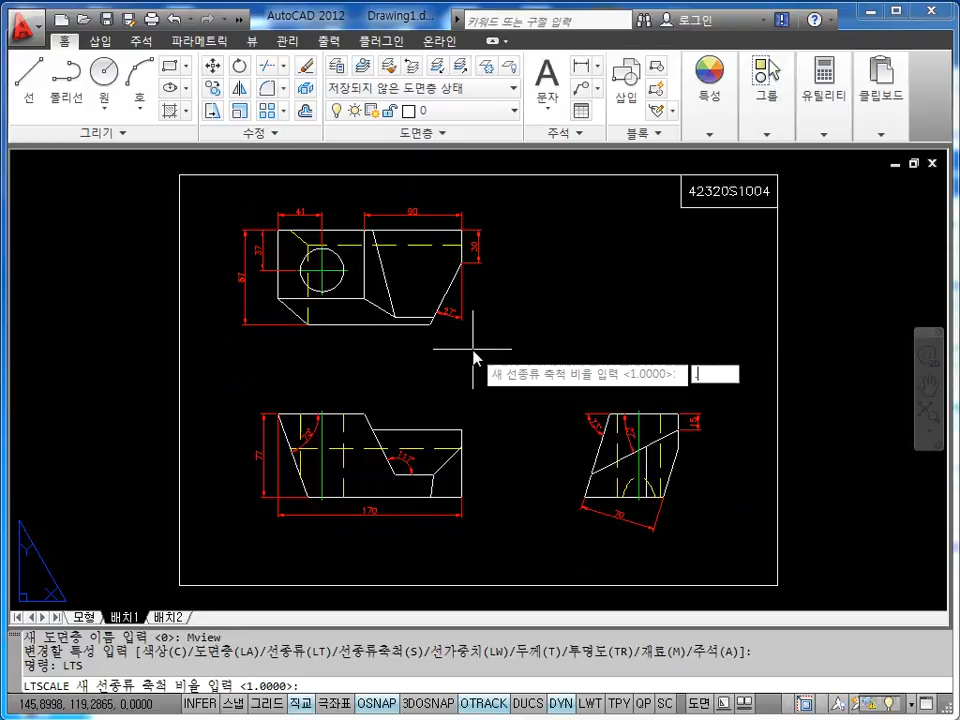 AutoCAD 2012 Drawing1.d... 키워드 또는 구절 입력 로그인
홈 삽입 주석 파라메트릭 뷰 관리 출력 플러그인 온라인
저장되지 않은 도면층 상태
0
선 폴리선 원 호 문자 삽입 특성 그룹 유틸리티 클립보드
그리기 수정 도면층 주석 블록
42320S1004
41 90
37 87 30 27°
새 선종류 축척 비율 입력 <1.0000>: .
77 117° 170
15 70
Y X
모형 배치1 배치2
새 도면층 이름 입력 <0>: Mview
변경할 특성 입력 [색상(C)/도면층(LA)/선종류(LT)/선종류축척(S)/선가중치(LW)/두께(T)/투명도(TR)/재료(M)/주석(A)]:
명령: LTS
LTSCALE 새 선종류 축척 비율 입력 <1.0000>:
145,8998, 119,2865, 0,0000 INFER 스냅 그리드 직교 극좌표 OSNAP 3DOSNAP OTRACK DUCS DYN LWT TPY QP SC 도면